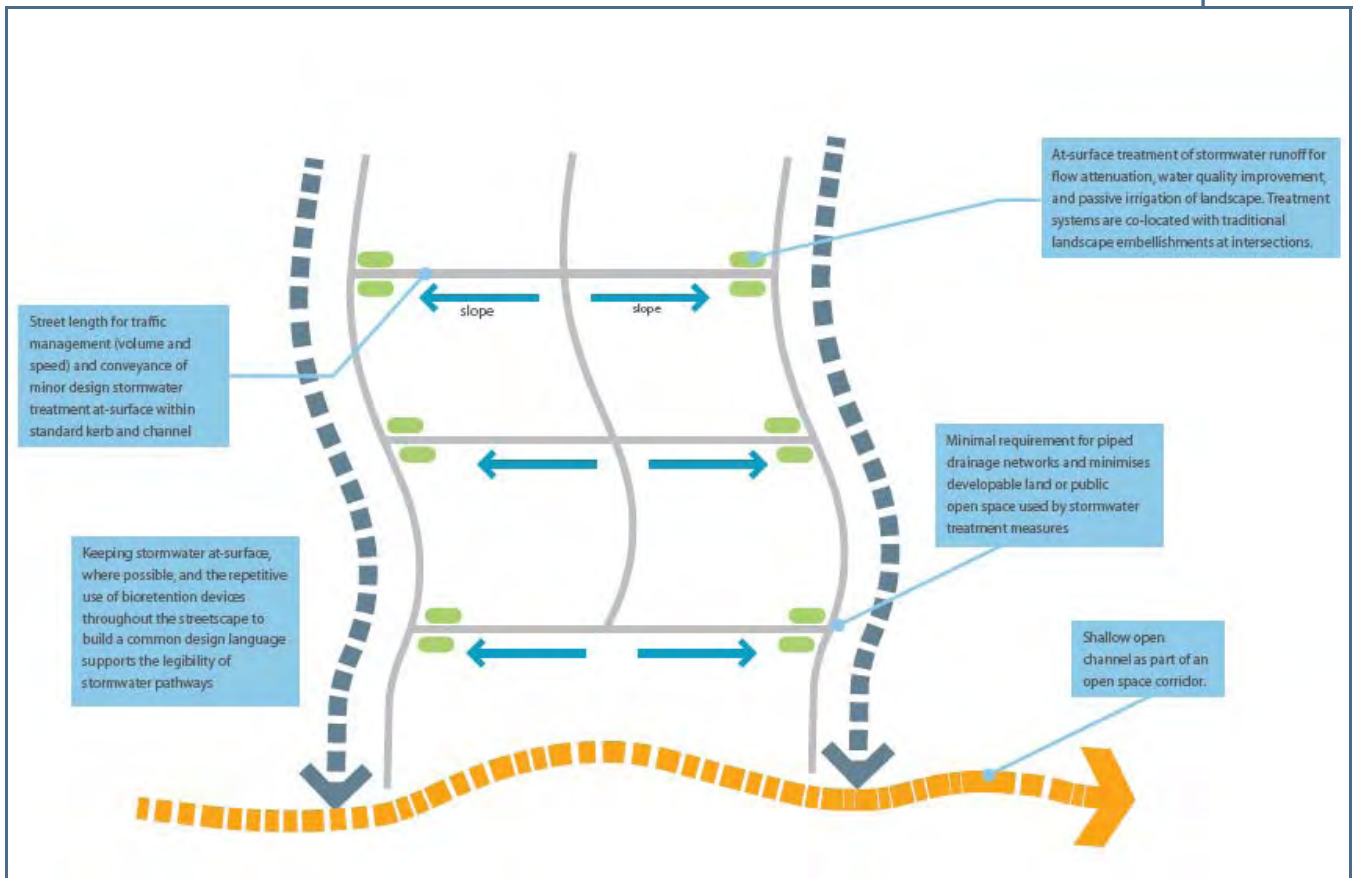 At-surface treatment of stormwater runoff for
flow attenuation, water quality improvement,
and passive irrigation of landscape. Treatment
systems are co-located with traditional
landscape embellishments at intersections.
slope
slope
Street length for traffic
management (volume and
speed) and conveyance of
minor design stormwater
treatment at-surface within
standard kerb and channel
Minimal requirement for piped
drainage networks and minimises
developable land or public
open space used by stormwater
treatment measures
Keeping stormwater at-surface,
where possible, and the repetitive
use of bioretention devices
throughout the streetscape to
build a common design language
supports the legibility of
stormwater pathways
Shallow open
channel as part of an
open space corridor.